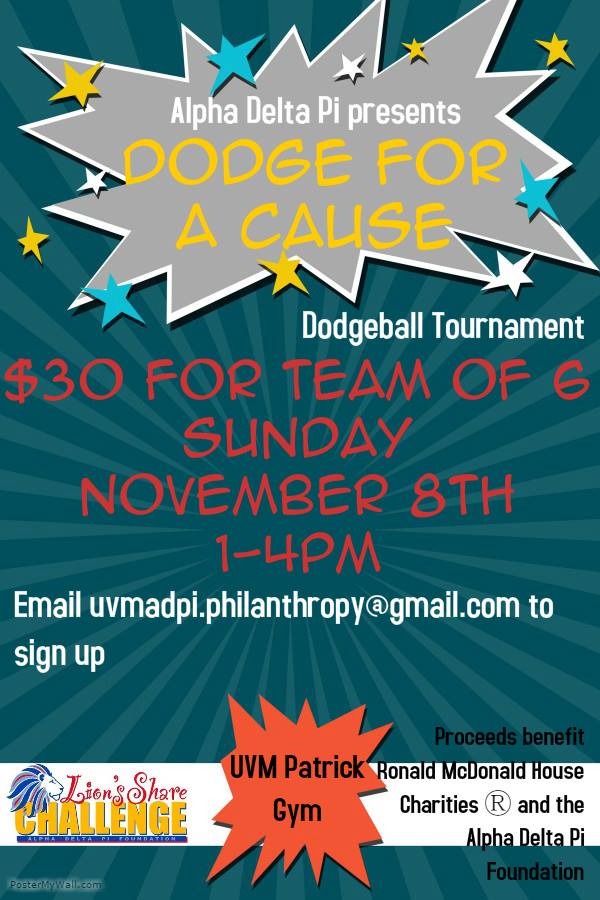 Alpha Delta Pi presents
DODGE FOR
A CAUSE
Dodgeball Tournament
$30 FOR TEAM OF 6
SUNDAY
NOVEMBER 8TH
1-4PM
Email uvmadpi.philanthropy@gmail.com to
sign up
UVM Patrick
Gym
Proceeds benefit
Ronald McDonald House
Charities ® and the
Alpha Delta Pi
Foundation
Lion's Share
CHALLENGE
ALPHA DELTA PI FOUNDATION
PosterMyWall.com